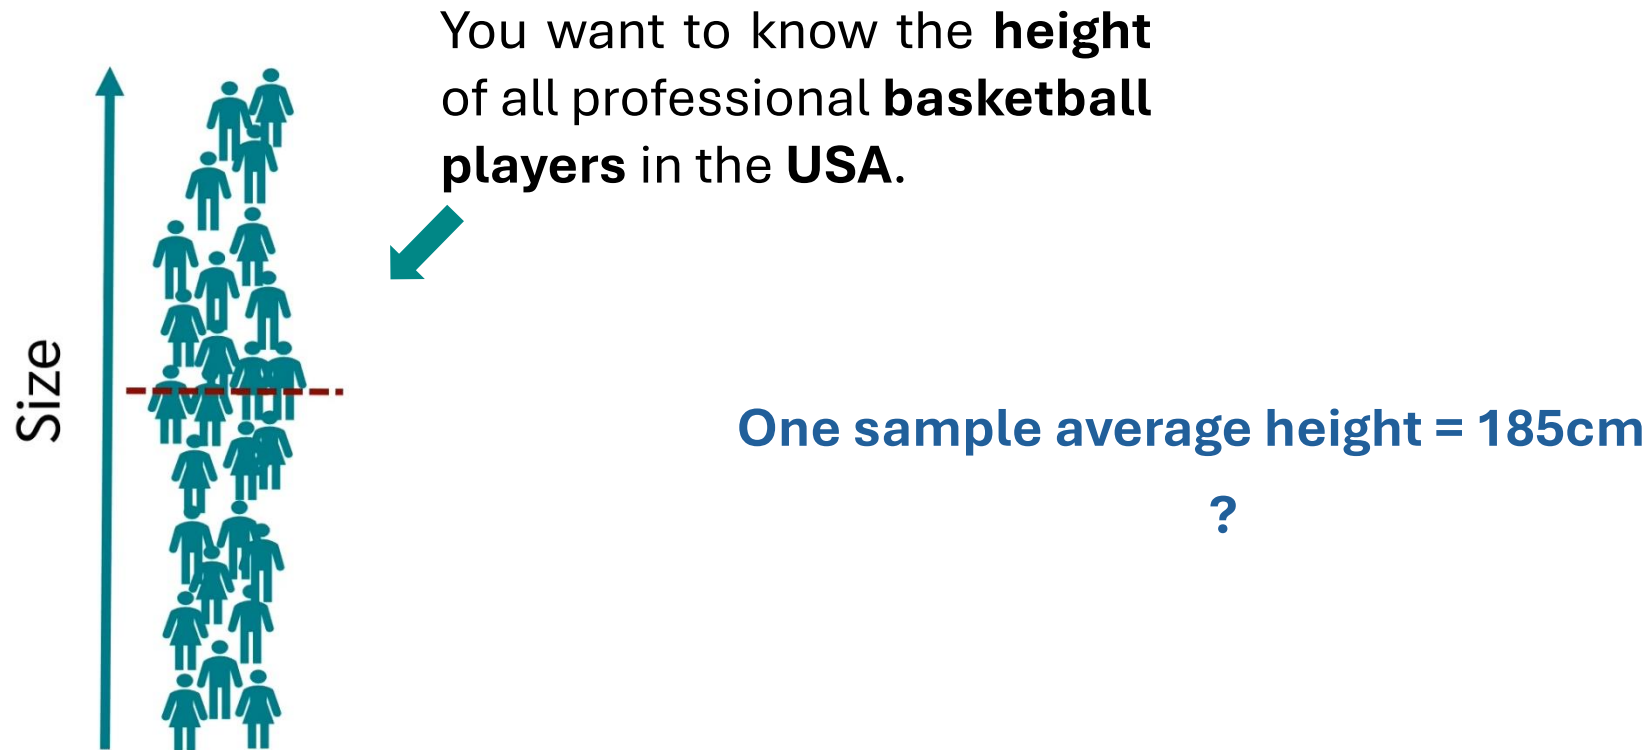 You want to know the height
of all professional basketball
players in the USA.
Size
One sample average height = 185cm
?